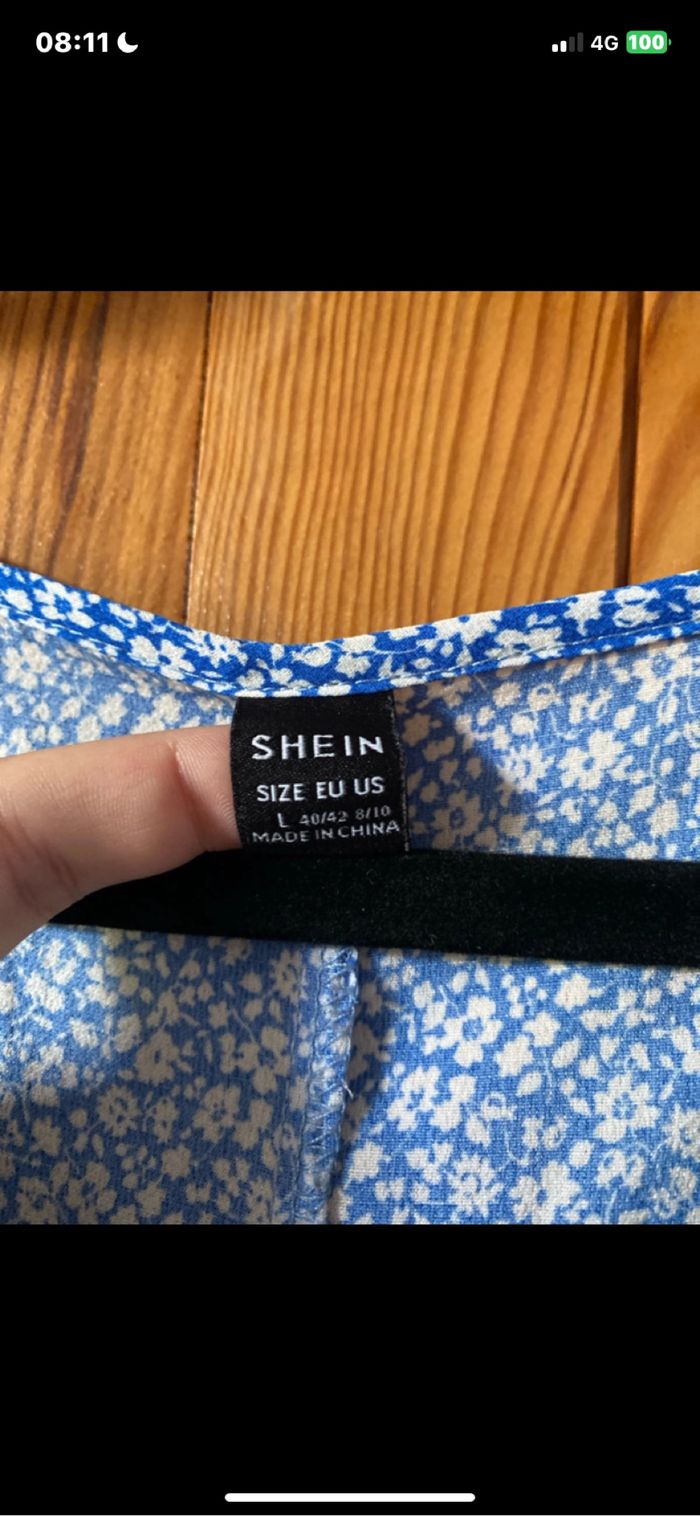 08:11 4G 100
SHEIN
SIZE EU US
L 40/42 8/10
MADE IN CHINA